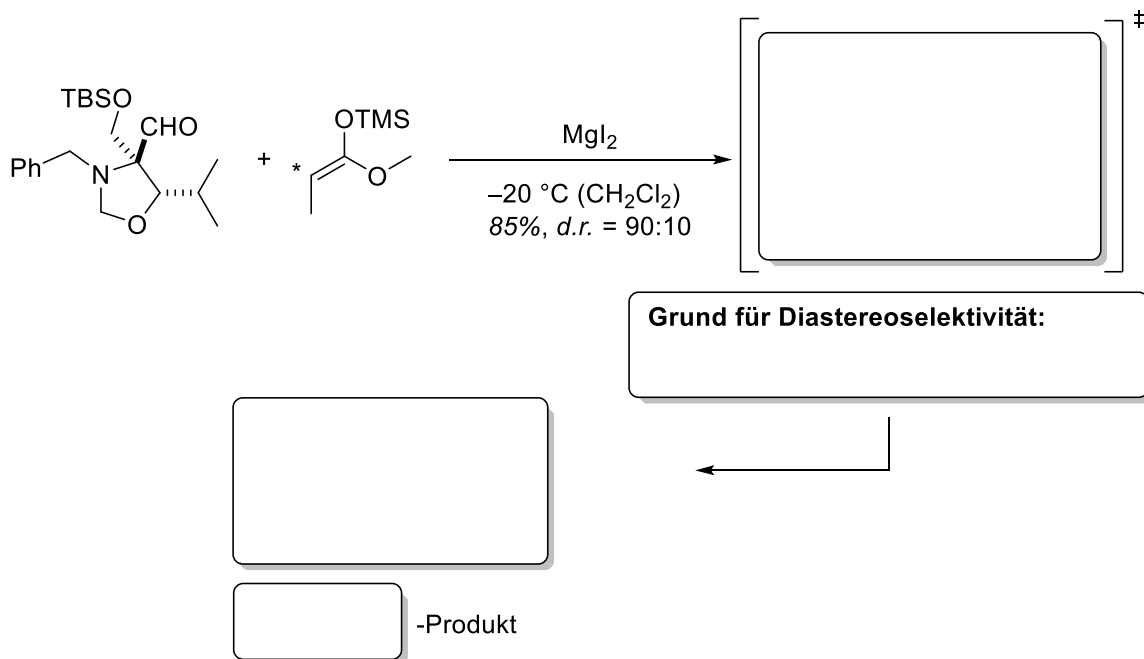 TBSO
CHO
Ph
N
O
+
*
OTMS
O
MgI2
–20 °C (CH2Cl2)
85%, d.r. = 90:10
‡
Grund für Diastereoselektivität:
-Produkt